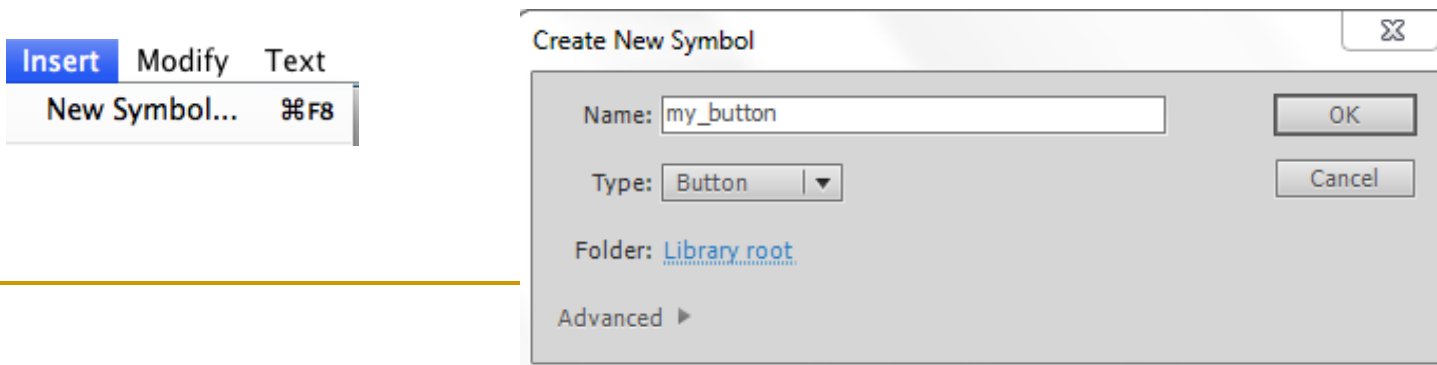 Insert Modify Text
New Symbol... ⌘F8
Create New Symbol
Name: my_button
OK
Type: Button
Cancel
Folder: Library root
Advanced